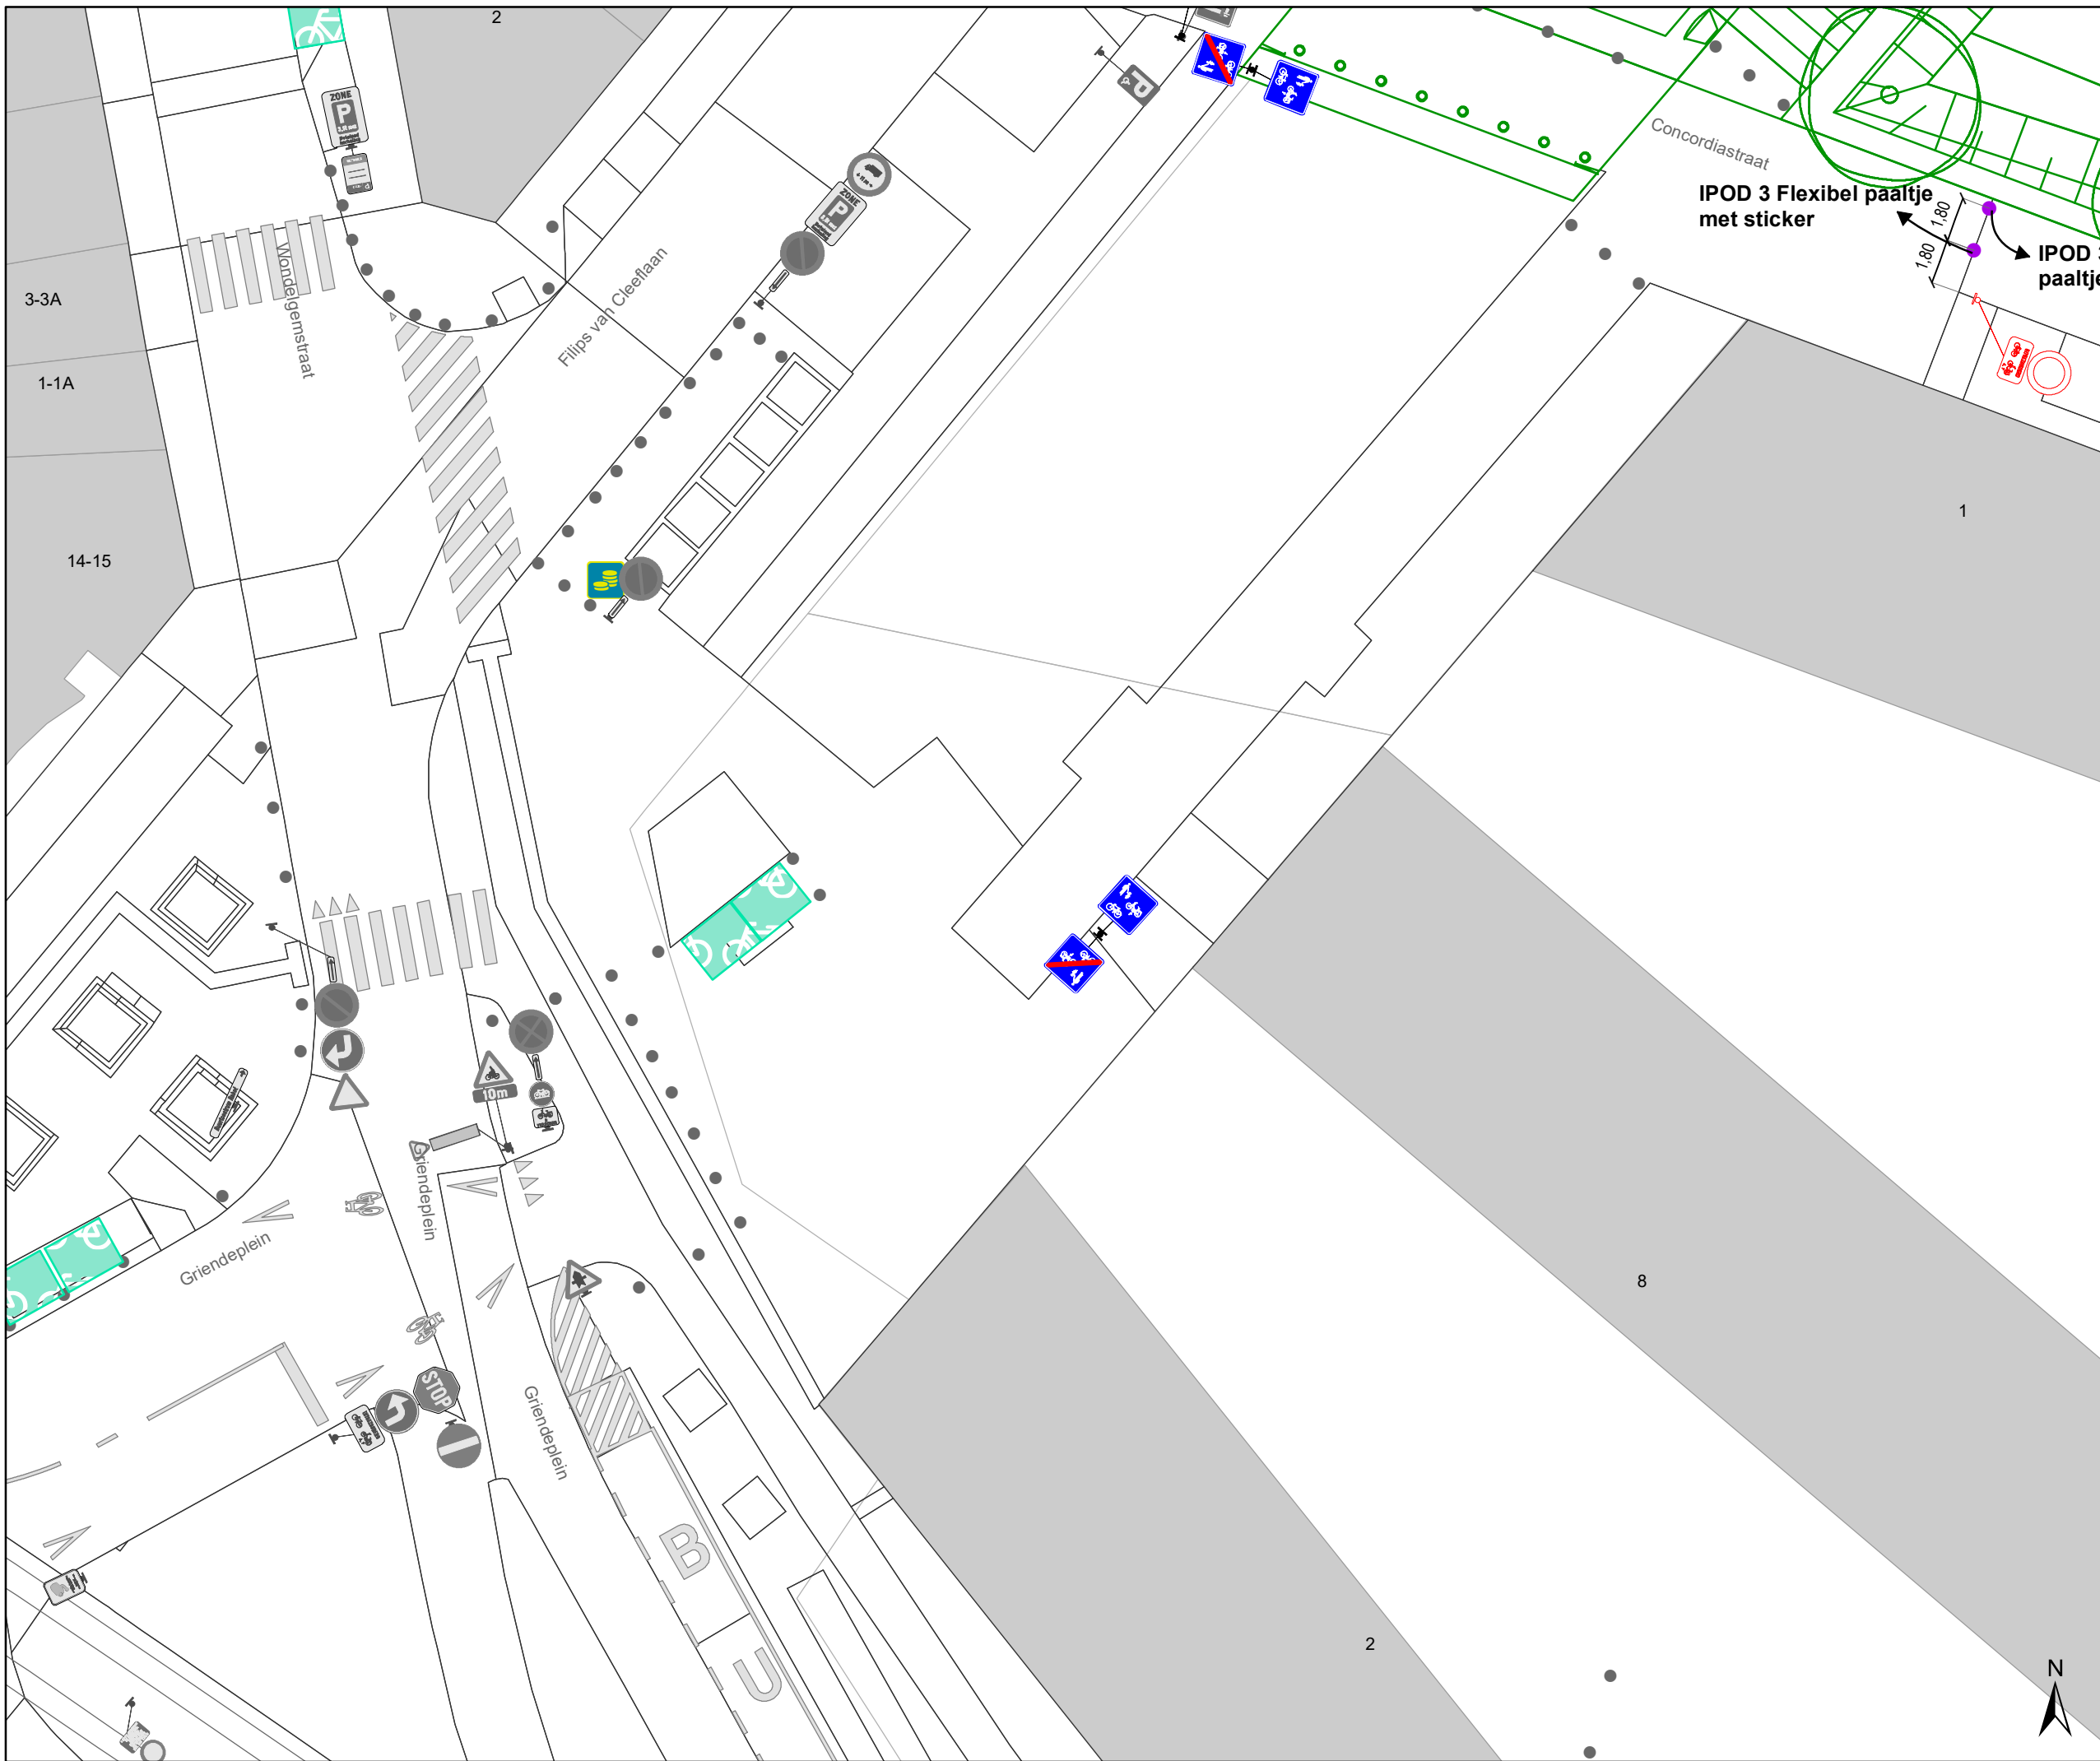 2
ZONE
P
Concordiastraat
P
IPOD 3 Flexibel paaltje
met sticker
1,80
1,80
IPOD 3
paaltje
ZONE
P
3-3A
Wondelgemstraat
Filips van Cleeflaan
1-1A
1
14-15
10m
Griendeplein
Griendeplein
8
STOP
Griendeplein
B
U
2
N